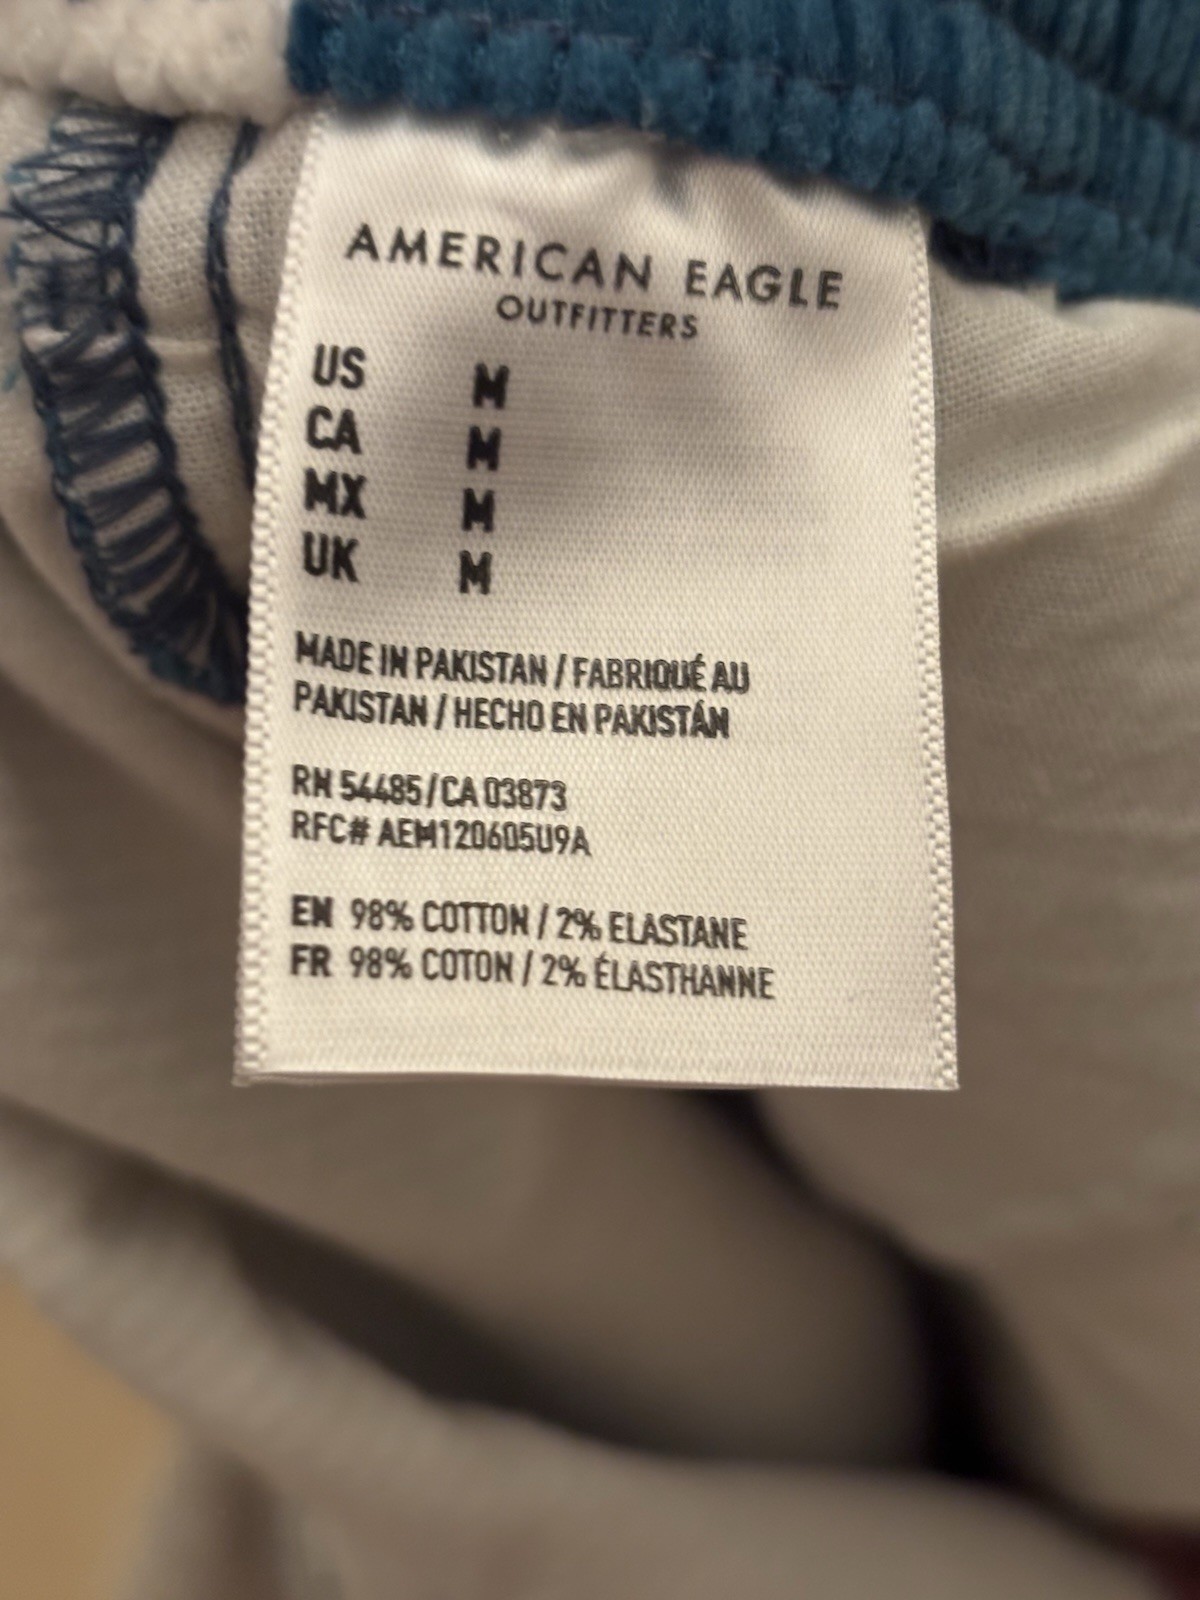 AMERICAN EAGLE
OUTFITTERS
US M
CA M
MX M
UK M
MADE IN PAKISTAN / FABRIQUÉ AU
PAKISTAN / HECHO EN PAKISTÁN
RN 54485 / CA 03873
RFC# AEM120605U9A
EN 98% COTTON / 2% ELASTANE
FR 98% COTON / 2% ÉLASTHANNE